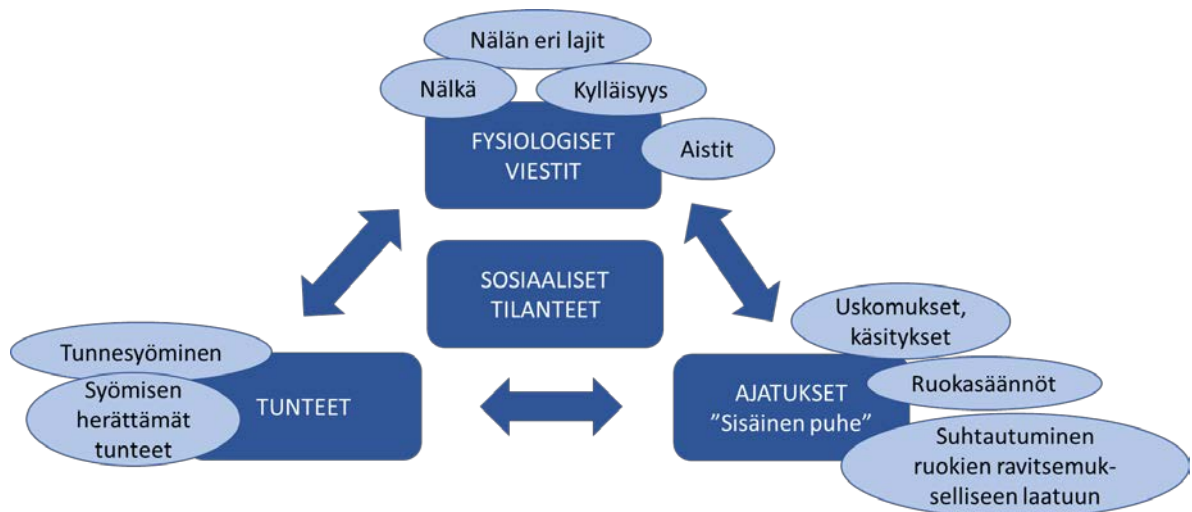 Nälän eri lajit
Nälkä
Kylläisyys
FYSIOLOGISET
VIESTIT
Aistit
SOSIAALISET
TILANTEET
Tunnesyöminen
Syömisen
herättämät
tunteet
TUNTEET
Uskomukset,
käsitykset
AJATUKSET
”Sisäinen puhe”
Ruokasäännöt
Suhtautuminen
ruokien ravitsemuk-
selliseen laatuun